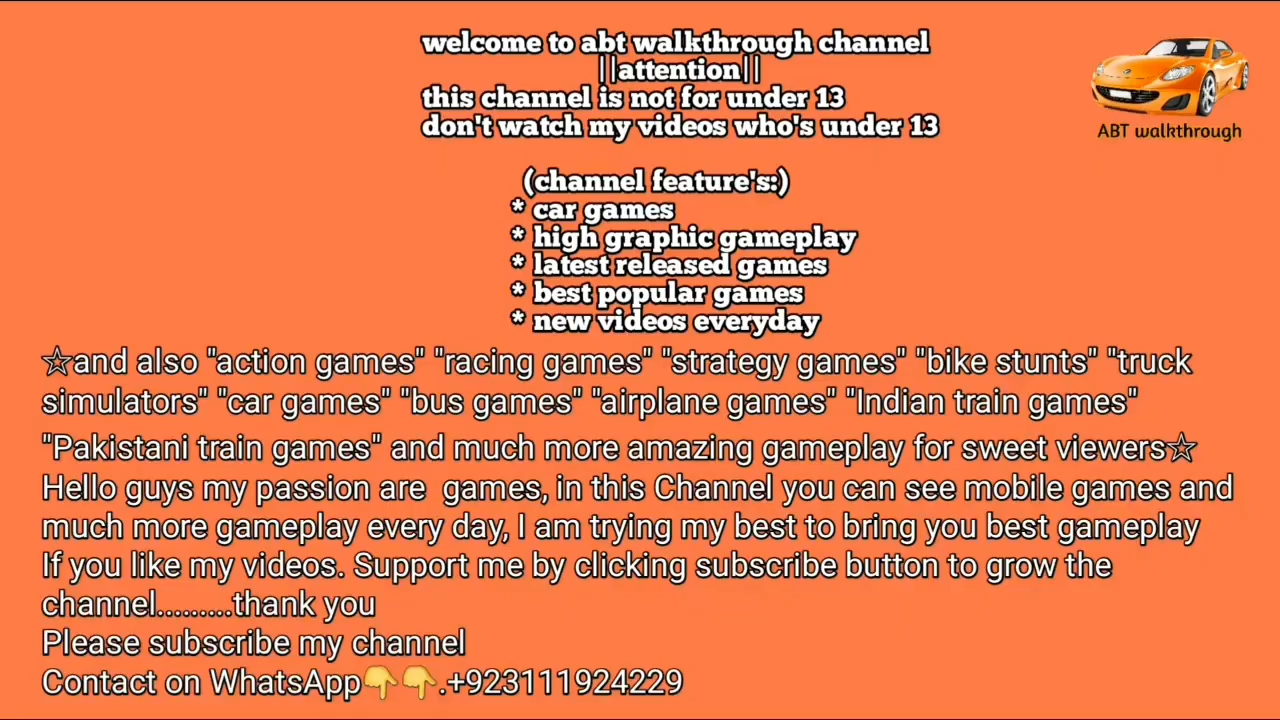 welcome to abt walkthrough channel
||attention||
this channel is not for under 13
don't watch my videos who's under 13
ABT walkthrough
(channel feature's:)
* car games
* high graphic gameplay
* latest released games
* best popular games
* new videos everyday
☆and also "action games" "racing games" "strategy games" "bike stunts" "truck
simulators" "car games" "bus games" "airplane games" "Indian train games"
"Pakistani train games" and much more amazing gameplay for sweet viewers☆
Hello guys my passion are  games, in this Channel you can see mobile games and
much more gameplay every day, I am trying my best to bring you best gameplay
If you like my videos. Support me by clicking subscribe button to grow the
channel.........thank you
Please subscribe my channel
Contact on WhatsApp👇👇.+923111924229